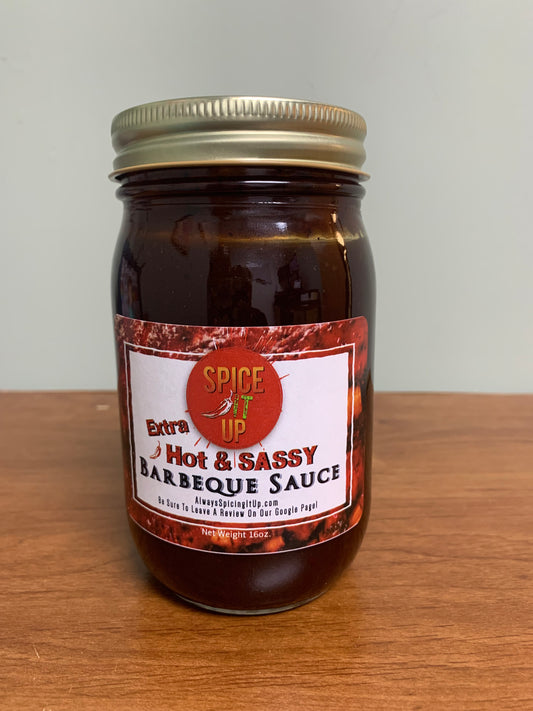 SPICE
IT
UP
Extra
Hot & SASSY
BARBEQUE SAUCE
AlwaysSpicingItUp.com
Be Sure To Leave A Review On Our Google Page!
Net Weight 16oz.